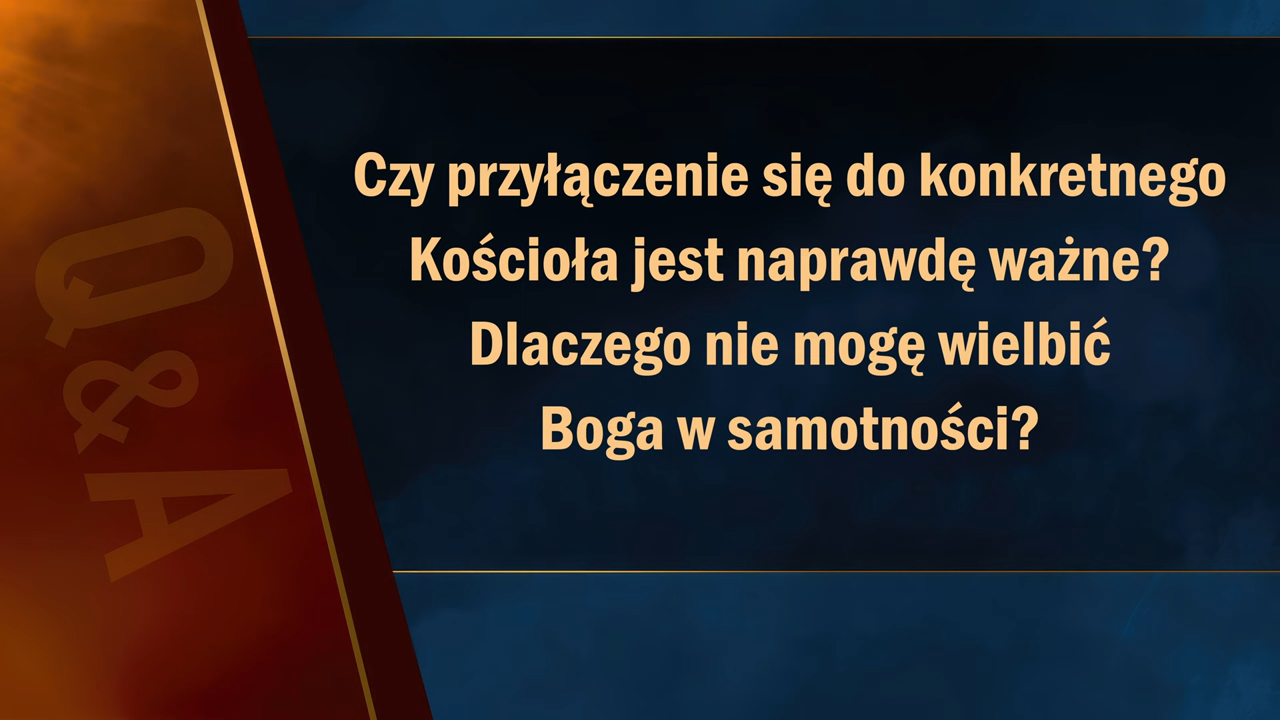 Q & A
Czy przyłączenie się do konkretnego
Kościoła jest naprawdę ważne?
Dlaczego nie mogę wielbić
Boga w samotności?